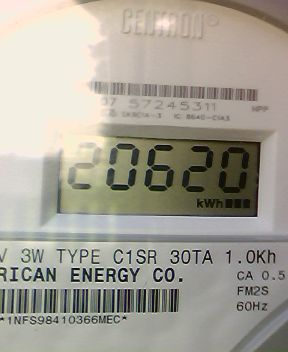 CENTRON®
57245311 HPP
20620
kWh
V 3W TYPE C1SR 30TA 1.0Kh
RICAN ENERGY CO. CA 0.5
FM2S
60Hz
*1NFS98410366MEC*